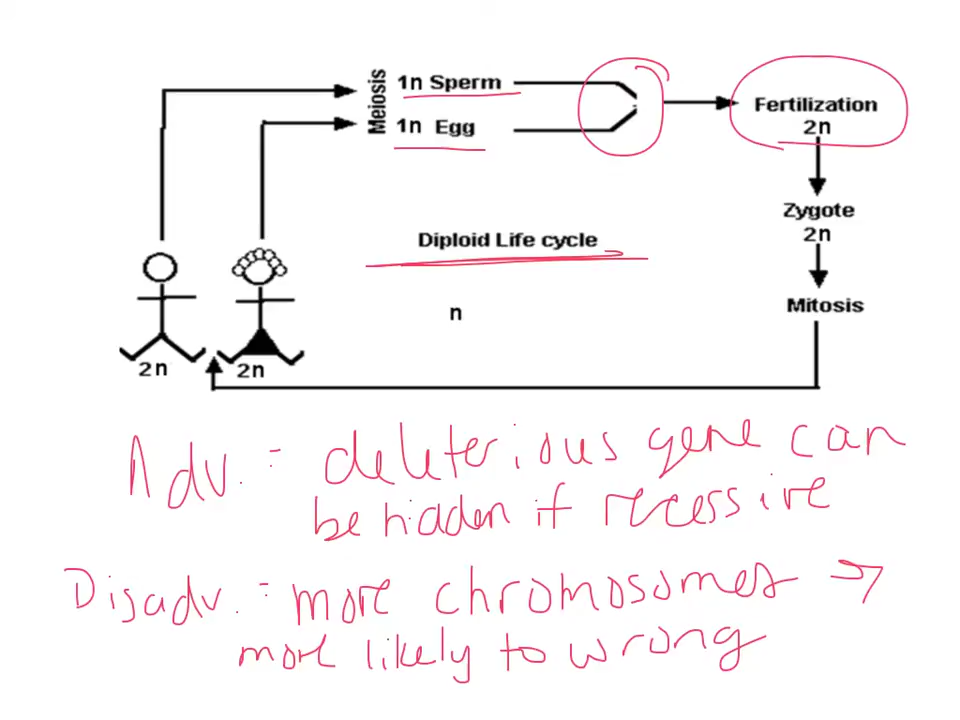 Meiosis
1n Sperm
1n Egg
Fertilization
2n
Zygote
2n
Mitosis
Diploid Life cycle
n
2n
2n
Adv. = deleterious gene can
be hidden if recessive
Disadv. = more chromosomes →
more likely to wrong